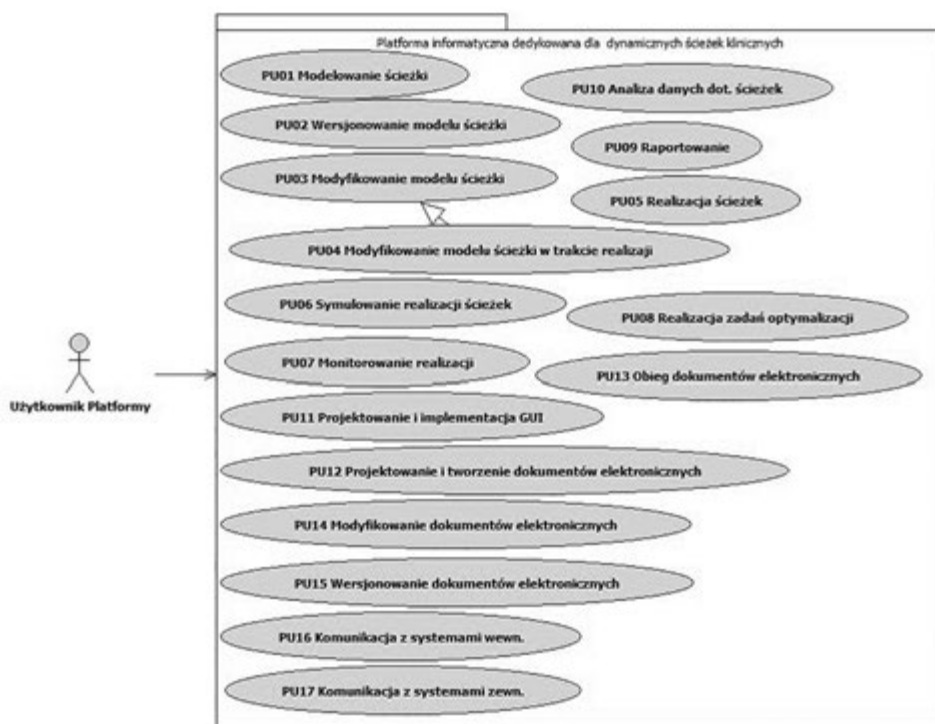 Platforma informatyczna dedykowana dla dynamicznych ścieżek klinicznych
PU01 Modelowanie ścieżki
PU10 Analiza danych dot. ścieżek
PU02 Wersjonowanie modelu ścieżki
PU09 Raportowanie
PU03 Modyfikowanie modelu ścieżki
PU05 Realizacja ścieżek
PU04 Modyfikowanie modelu ścieżki w trakcie realizaji
PU06 Symulowanie realizacji ścieżek
PU08 Realizacja zadań optymalizacji
PU07 Monitorowanie realizacji
PU13 Obieg dokumentów elektronicznych
Użytkownik Platformy
PU11 Projektowanie i implementacja GUI
PU12 Projektowanie i tworzenie dokumentów elektronicznych
PU14 Modyfikowanie dokumentów elektronicznych
PU15 Wersjonowanie dokumentów elektronicznych
PU16 Komunikacja z systemami wewn.
PU17 Komunikacja z systemami zewn.